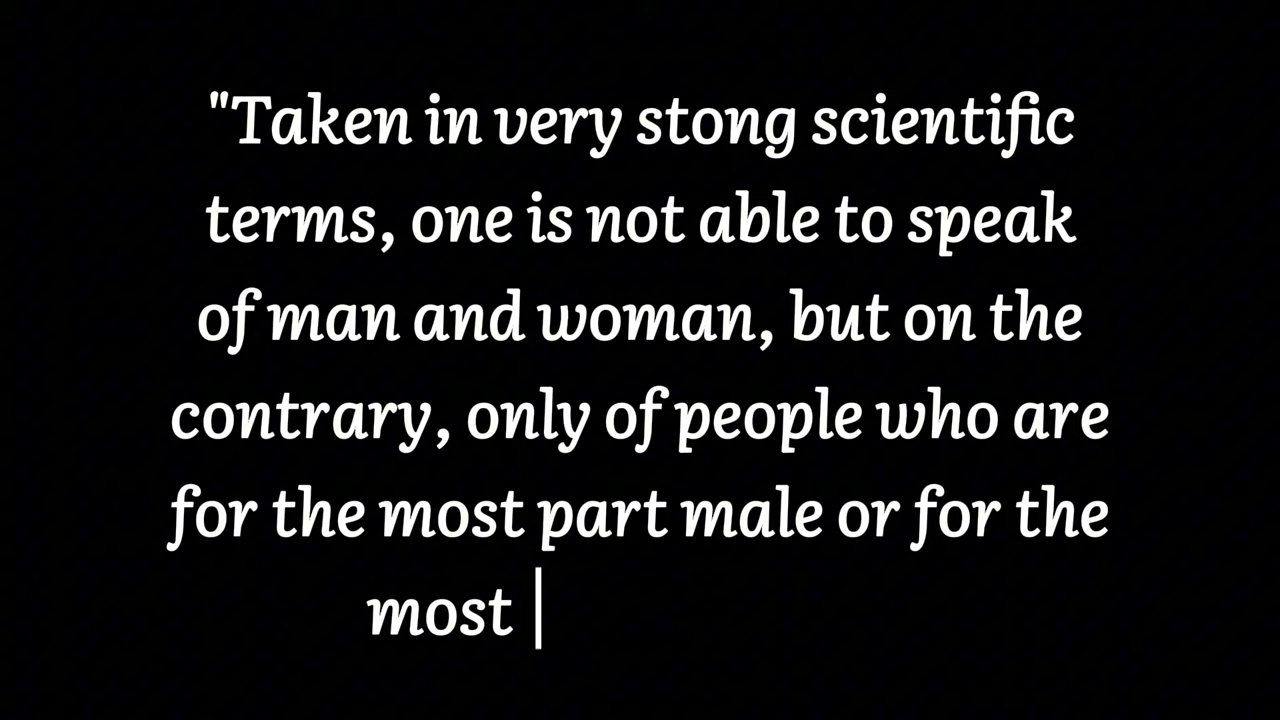 "Taken in very stong scientific
terms, one is not able to speak
of man and woman, but on the
contrary, only of people who are
for the most part male or for the
most